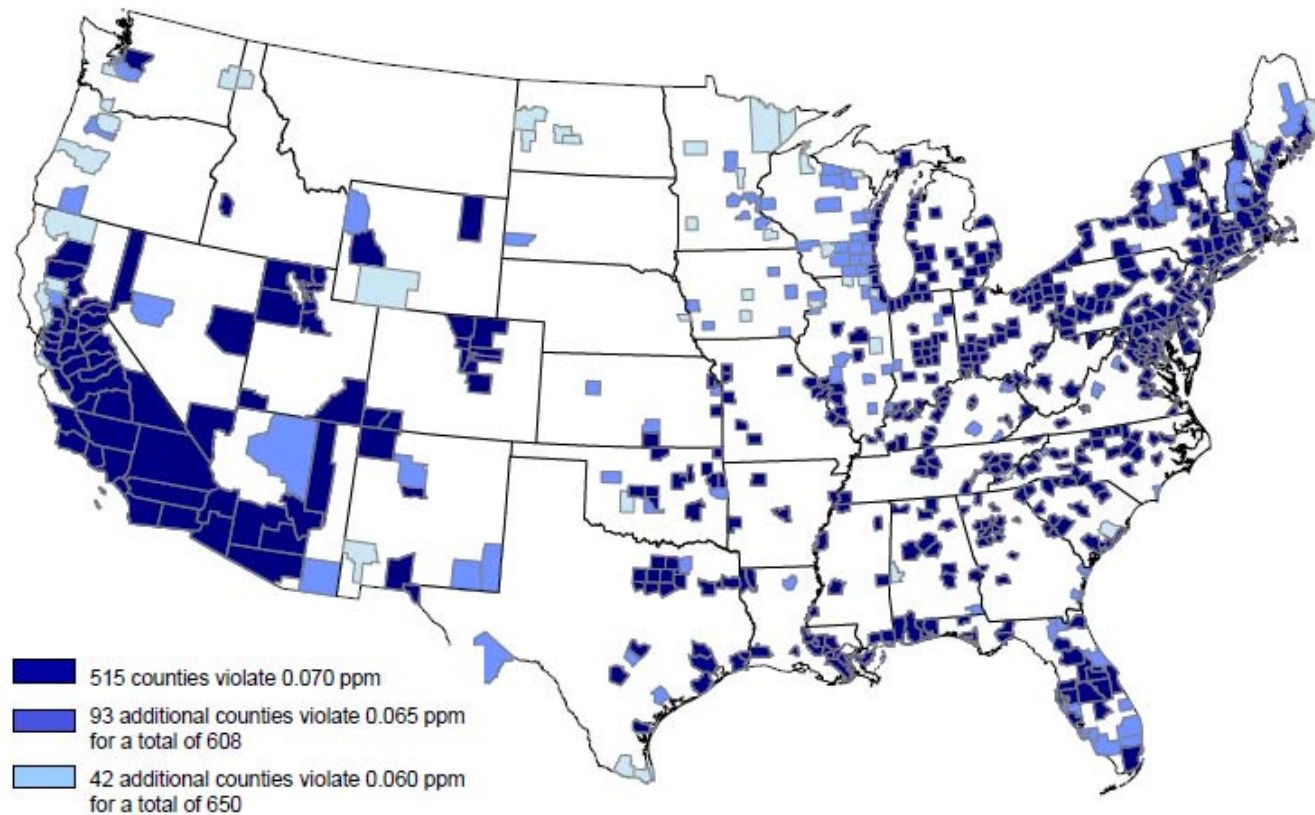 515 counties violate 0.070 ppm
93 additional counties violate 0.065 ppm
for a total of 608
42 additional counties violate 0.060 ppm
for a total of 650